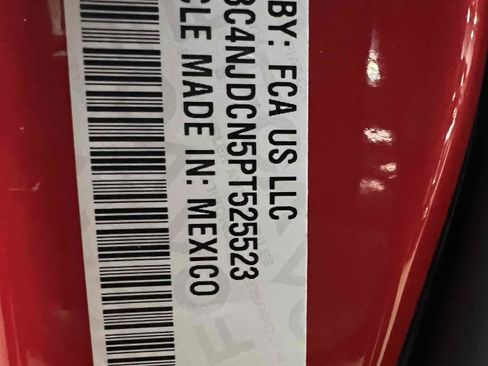 BY: FCA US LLC
3C4NJDCN5PT525523
CLE MADE IN: MEXICO